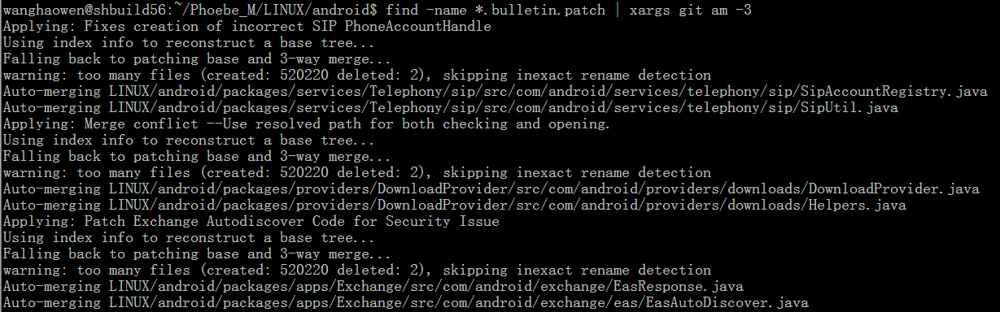 wanghaowen@shbuild56:~/Phoebe_M/LINUX/android$ find -name *.bulletin.patch | xargs git am -3
Applying: Fixes creation of incorrect SIP PhoneAccountHandle
Using index info to reconstruct a base tree...
Falling back to patching base and 3-way merge...
warning: too many files (created: 520220 deleted: 2), skipping inexact rename detection
Auto-merging LINUX/android/packages/services/Telephony/sip/src/com/android/services/telephony/sip/SipAccountRegistry.java
Auto-merging LINUX/android/packages/services/Telephony/sip/src/com/android/services/telephony/sip/SipUtil.java
Applying: Merge conflict --Use resolved path for both checking and opening.
Using index info to reconstruct a base tree...
Falling back to patching base and 3-way merge...
warning: too many files (created: 520220 deleted: 2), skipping inexact rename detection
Auto-merging LINUX/android/packages/providers/DownloadProvider/src/com/android/providers/downloads/DownloadProvider.java
Auto-merging LINUX/android/packages/providers/DownloadProvider/src/com/android/providers/downloads/Helpers.java
Applying: Patch Exchange Autodiscover Code for Security Issue
Using index info to reconstruct a base tree...
Falling back to patching base and 3-way merge...
warning: too many files (created: 520220 deleted: 2), skipping inexact rename detection
Auto-merging LINUX/android/packages/apps/Exchange/src/com/android/exchange/EasResponse.java
Auto-merging LINUX/android/packages/apps/Exchange/src/com/android/exchange/eas/EasAutoDiscover.java